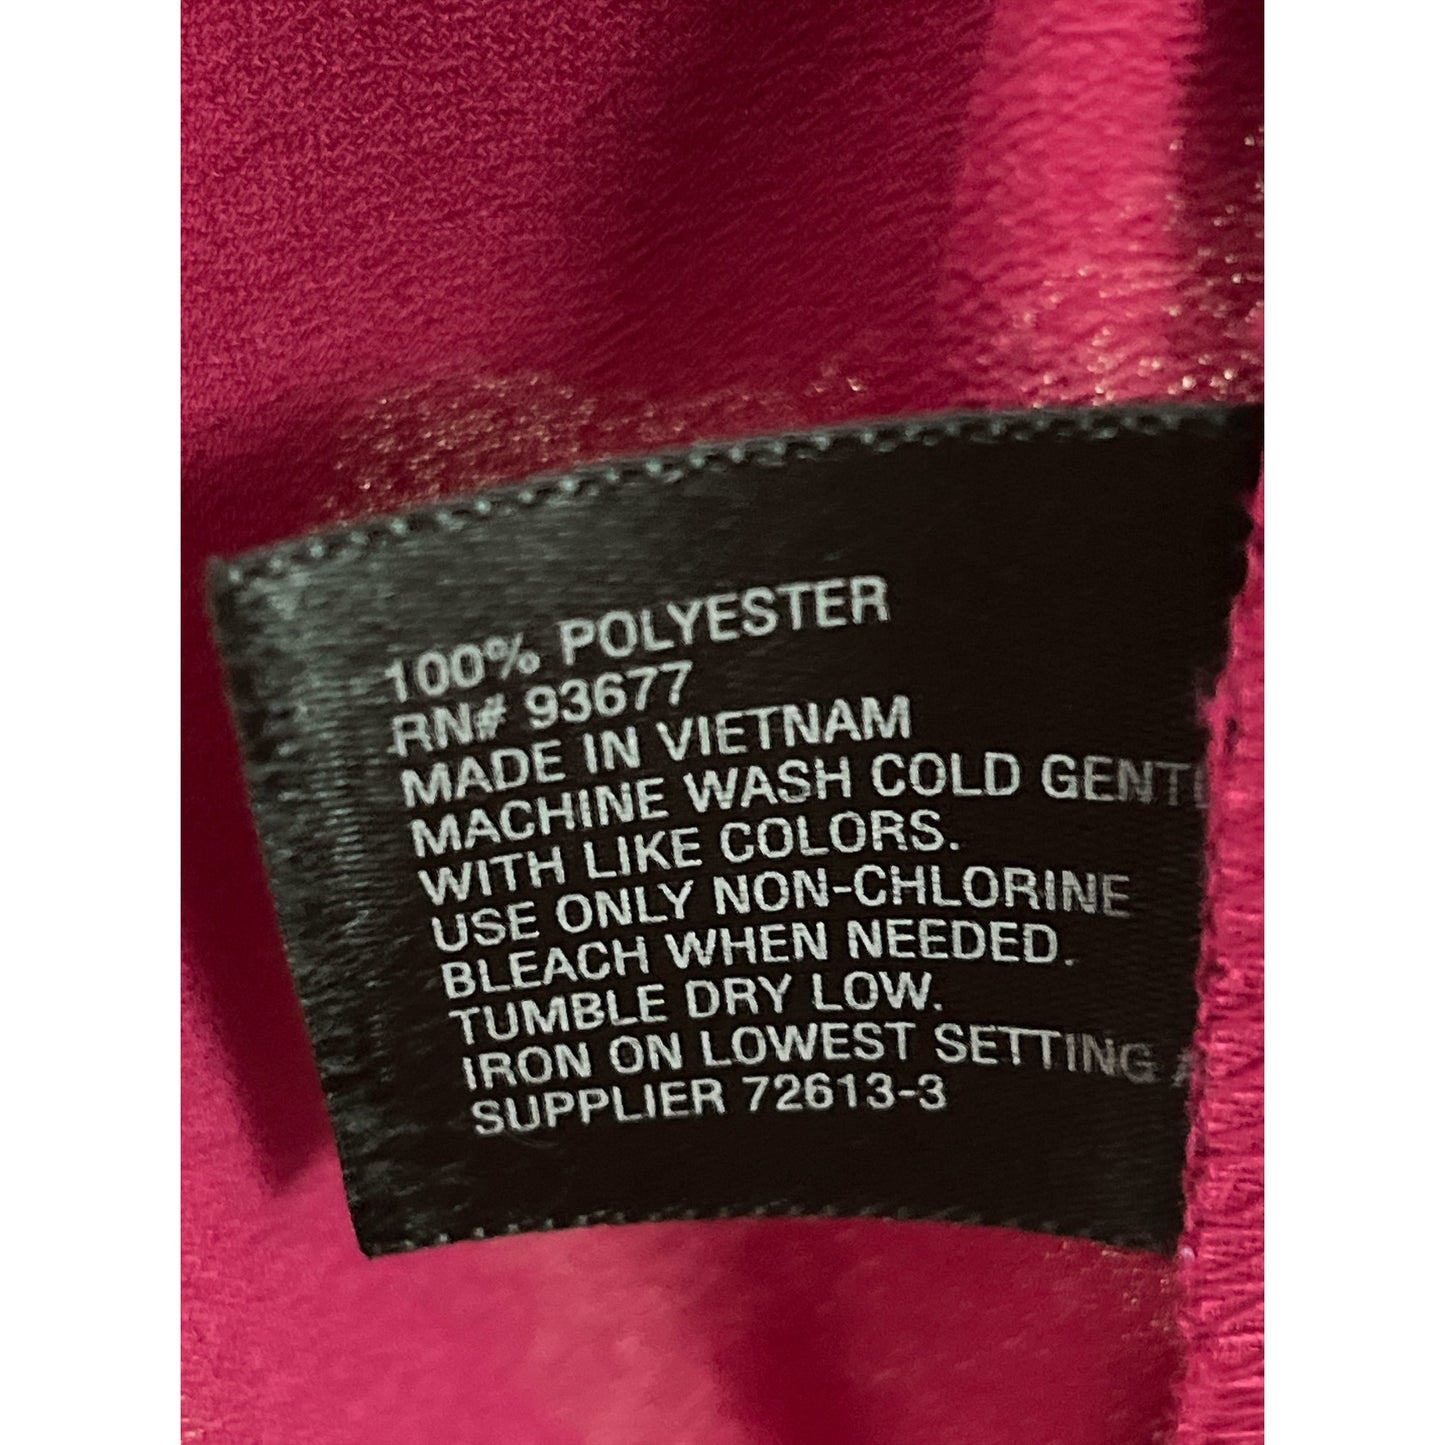 100% POLYESTER
RN# 93677
MADE IN VIETNAM
MACHINE WASH COLD
WITH LIKE COLORS.
USE ONLY NON-CHLORINE
BLEACH WHEN NEEDED.
TUMBLE DRY LOW.
IRON ON LOWEST SETTING
SUPPLIER 72613-3